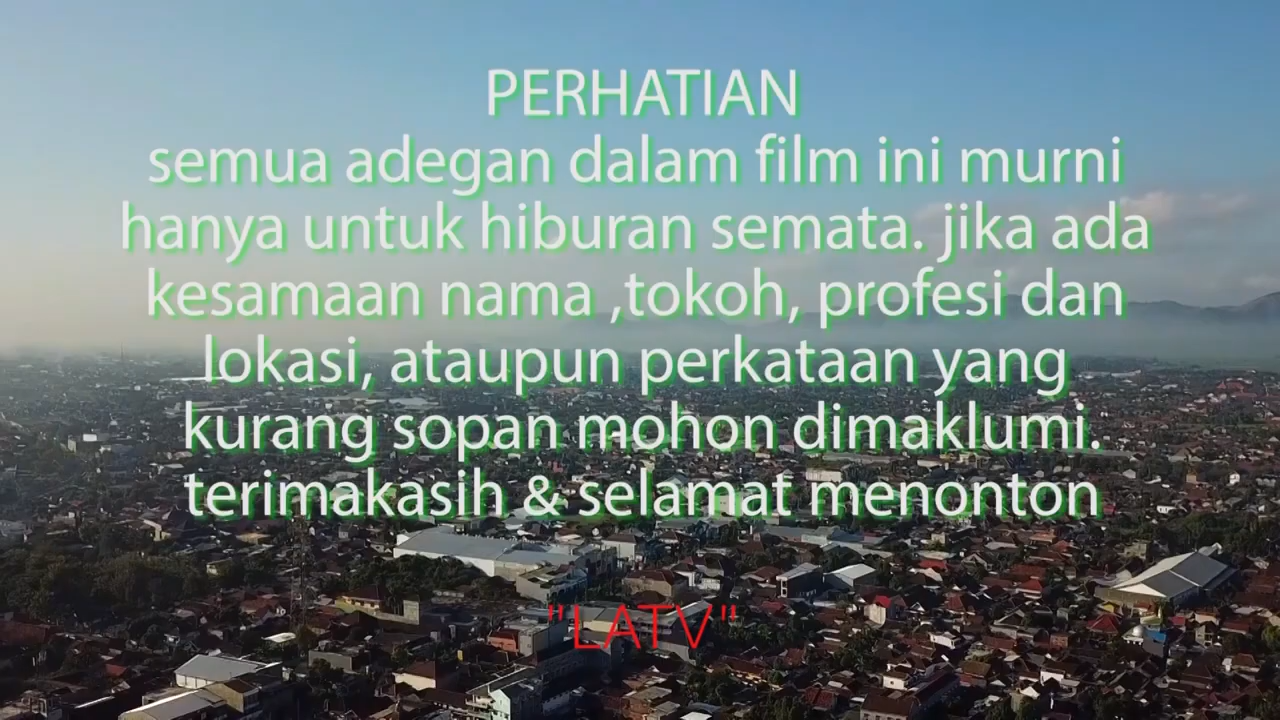 PERHATIAN
semua adegan dalam film ini murni
hanya untuk hiburan semata. jika ada
kesamaan nama ,tokoh, profesi dan
lokasi, ataupun perkataan yang
kurang sopan mohon dimaklumi.
terimakasih & selamat menonton
"LATV"